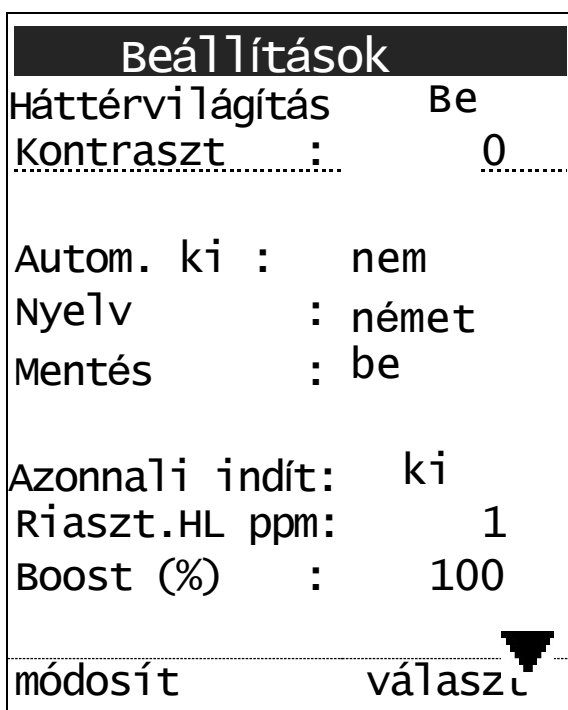 Beállítások
Háttérvilágítás Be
Kontraszt : 0
Autom. ki : nem
Nyelv : német
Mentés : be
Azonnali indít: ki
Riaszt.HL ppm: 1
Boost (%) : 100
módosít választ